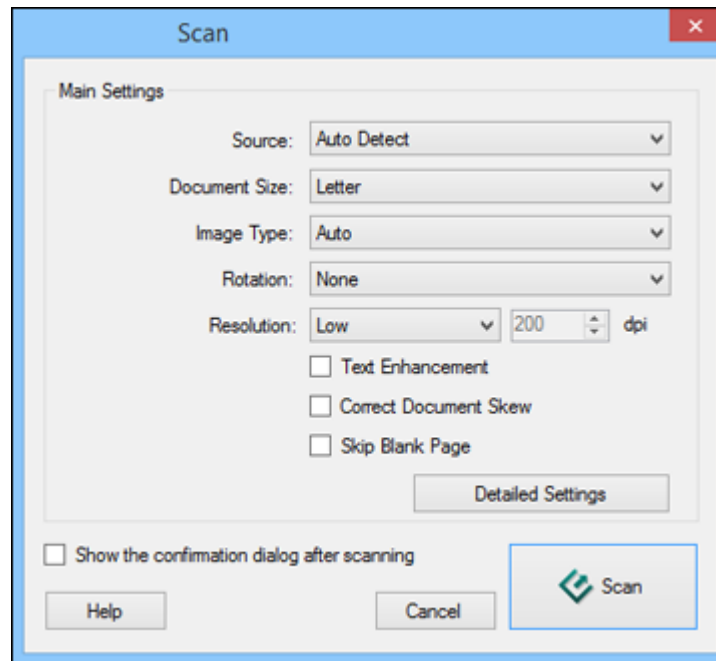 Scan
Main Settings
Source: Auto Detect
Document Size: Letter
Image Type: Auto
Rotation: None
Resolution: Low 200 dpi
Text Enhancement
Correct Document Skew
Skip Blank Page
Detailed Settings
Show the confirmation dialog after scanning
Help Cancel Scan